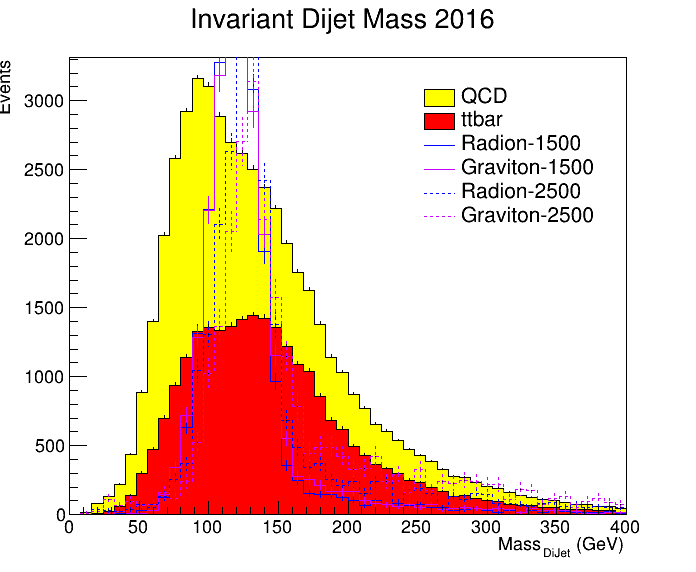 Invariant Dijet Mass 2016
Events
3000
2500
2000
1500
1000
500
0
QCD
ttbar
Radion-1500
Graviton-1500
Radion-2500
Graviton-2500
0 50 100 150 200 250 300 350 400
Mass DiJet (GeV)